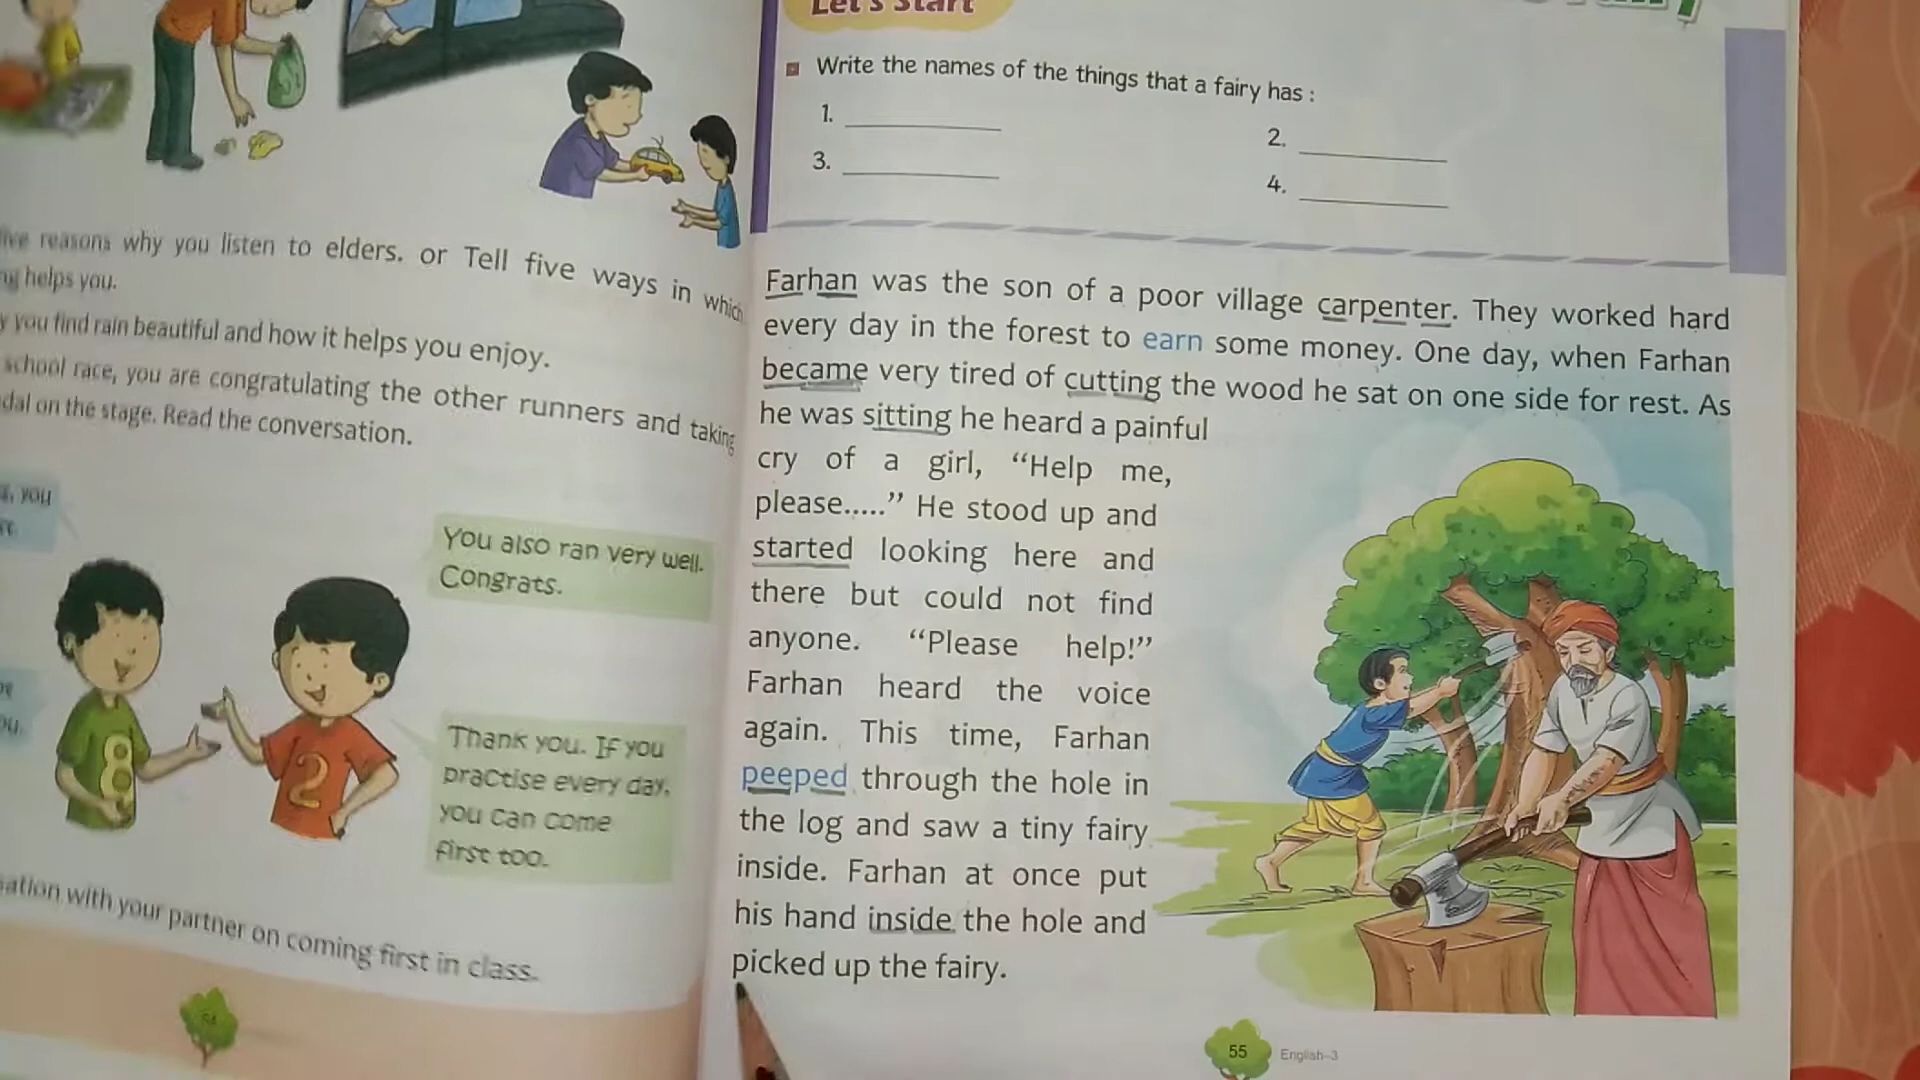 reasons why you listen to elders. or Tell five ways in which
helps you.
you find rain beautiful and how it helps you enjoy.
school race, you are congratulating the other runners and taking
on the stage. Read the conversation.
you
You also ran very well.
Congrats.
Thank you. If you
practise every day,
you can come
first too.
with your partner on coming first in class.
54
Let's Start
Write the names of the things that a fairy has :
1. __________
2. __________
3. __________
4. __________
Farhan was the son of a poor village carpenter. They worked hard
every day in the forest to earn some money. One day, when Farhan
became very tired of cutting the wood he sat on one side for rest. As
he was sitting he heard a painful
cry of a girl, “Help me,
please.....” He stood up and
started looking here and
there but could not find
anyone. “Please help!”
Farhan heard the voice
again. This time, Farhan
peeped through the hole in
the log and saw a tiny fairy
inside. Farhan at once put
his hand inside the hole and
picked up the fairy.
8
2
55
English-3